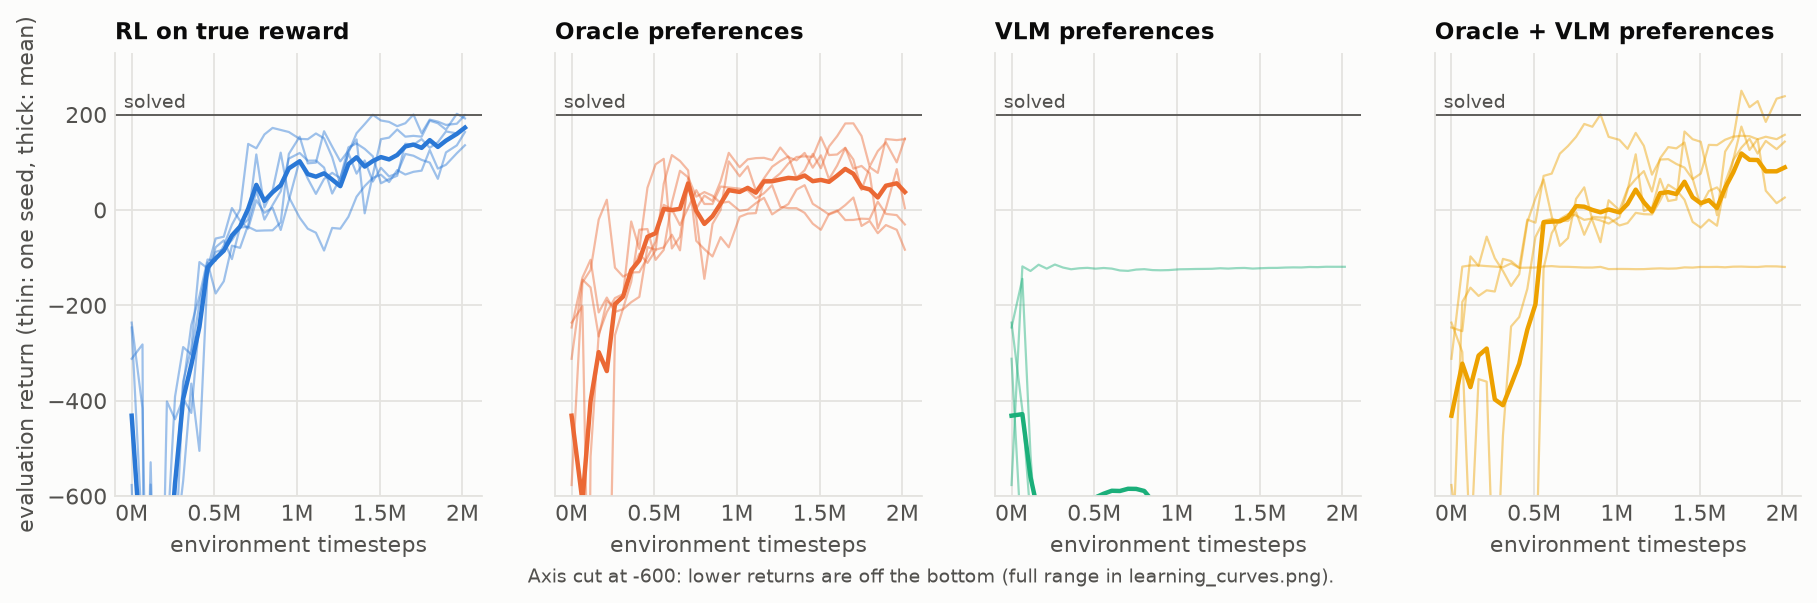 RL on true reward
Oracle preferences
VLM preferences
Oracle + VLM preferences
evaluation return (thin: one seed, thick: mean)
solved
solved
solved
solved
200
0
−200
−400
−600
0M 0.5M 1M 1.5M 2M
0M 0.5M 1M 1.5M 2M
0M 0.5M 1M 1.5M 2M
0M 0.5M 1M 1.5M 2M
environment timesteps
environment timesteps
environment timesteps
environment timesteps
Axis cut at -600: lower returns are off the bottom (full range in learning_curves.png).